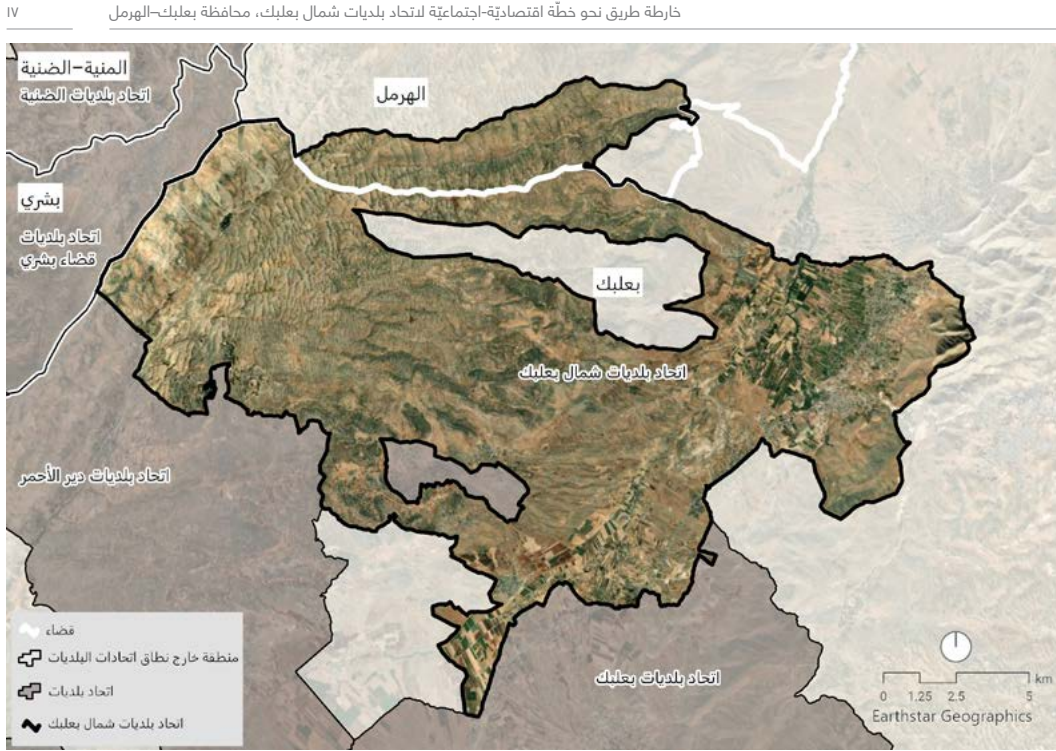 خارطة طريق نحو خطّة اقتصاديّة-اجتماعيّة لاتحاد بلديات شمال بعلبك، محافظة بعلبك–الهرمل
١٧
المنية-الضنية
اتحاد بلديات الضنية
الهرمل
بشري
اتحاد بلديات
قضاء بشري
بعلبك
اتحاد بلديات شمال بعلبك
اتحاد بلديات دير الأحمر
اتحاد بلديات بعلبك
قضاء
منطقة خارج نطاق اتحادات البلديات
اتحاد بلديات
اتحاد بلديات شمال بعلبك
km
0 1.25 2.5 5
Earthstar Geographics